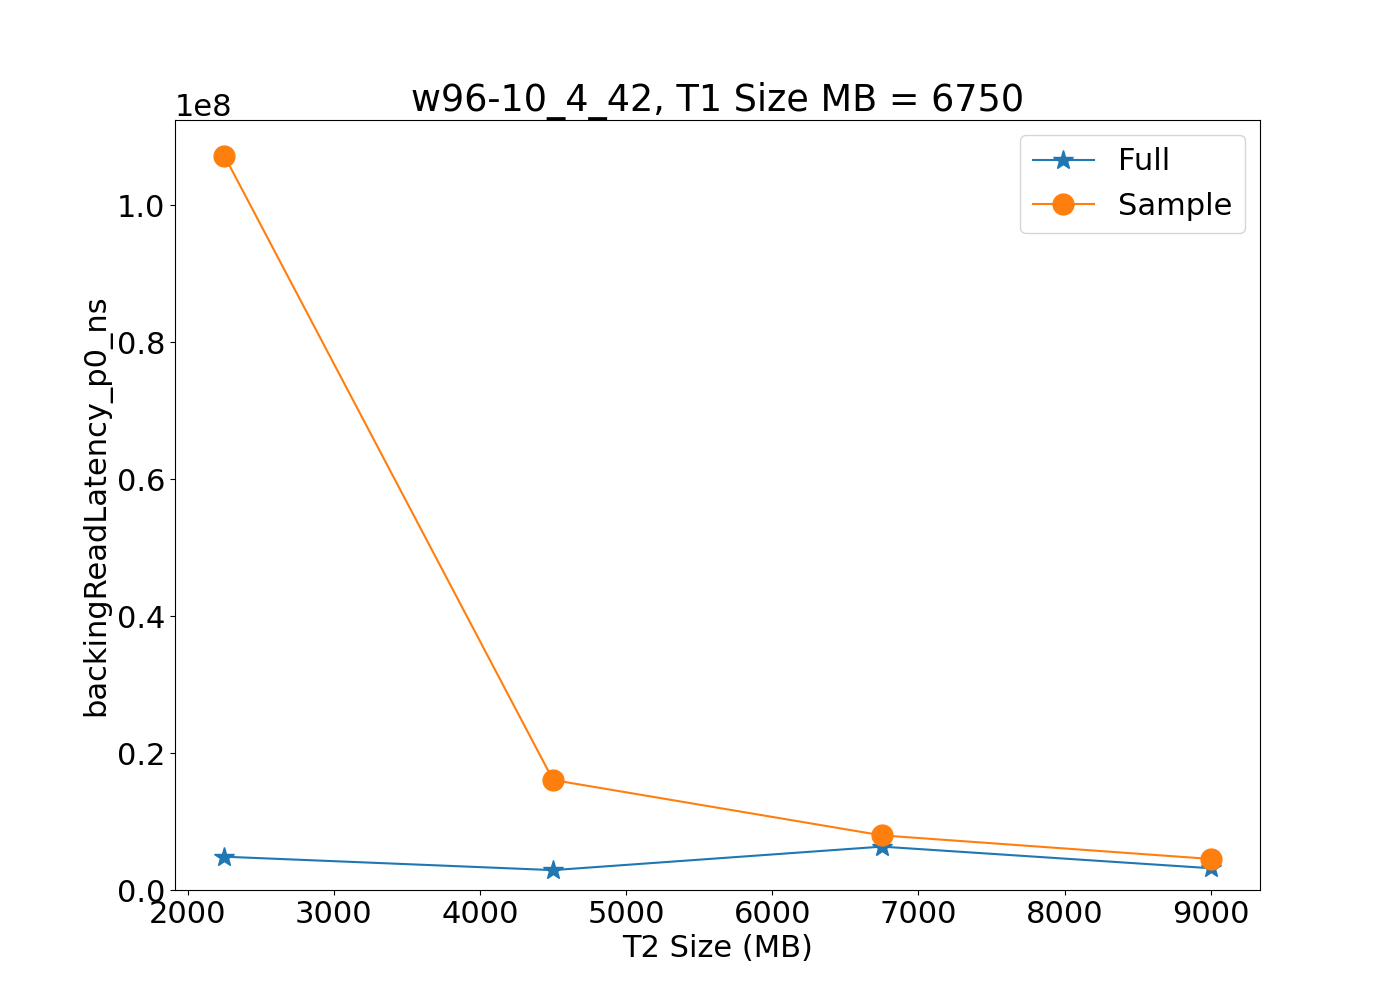 w96-10_4_42, T1 Size MB = 6750
1e8
Full
Sample
1.0
0.8
0.6
0.4
0.2
0.0
backingReadLatency_p0_ns
2000 3000 4000 5000 6000 7000 8000 9000
T2 Size (MB)